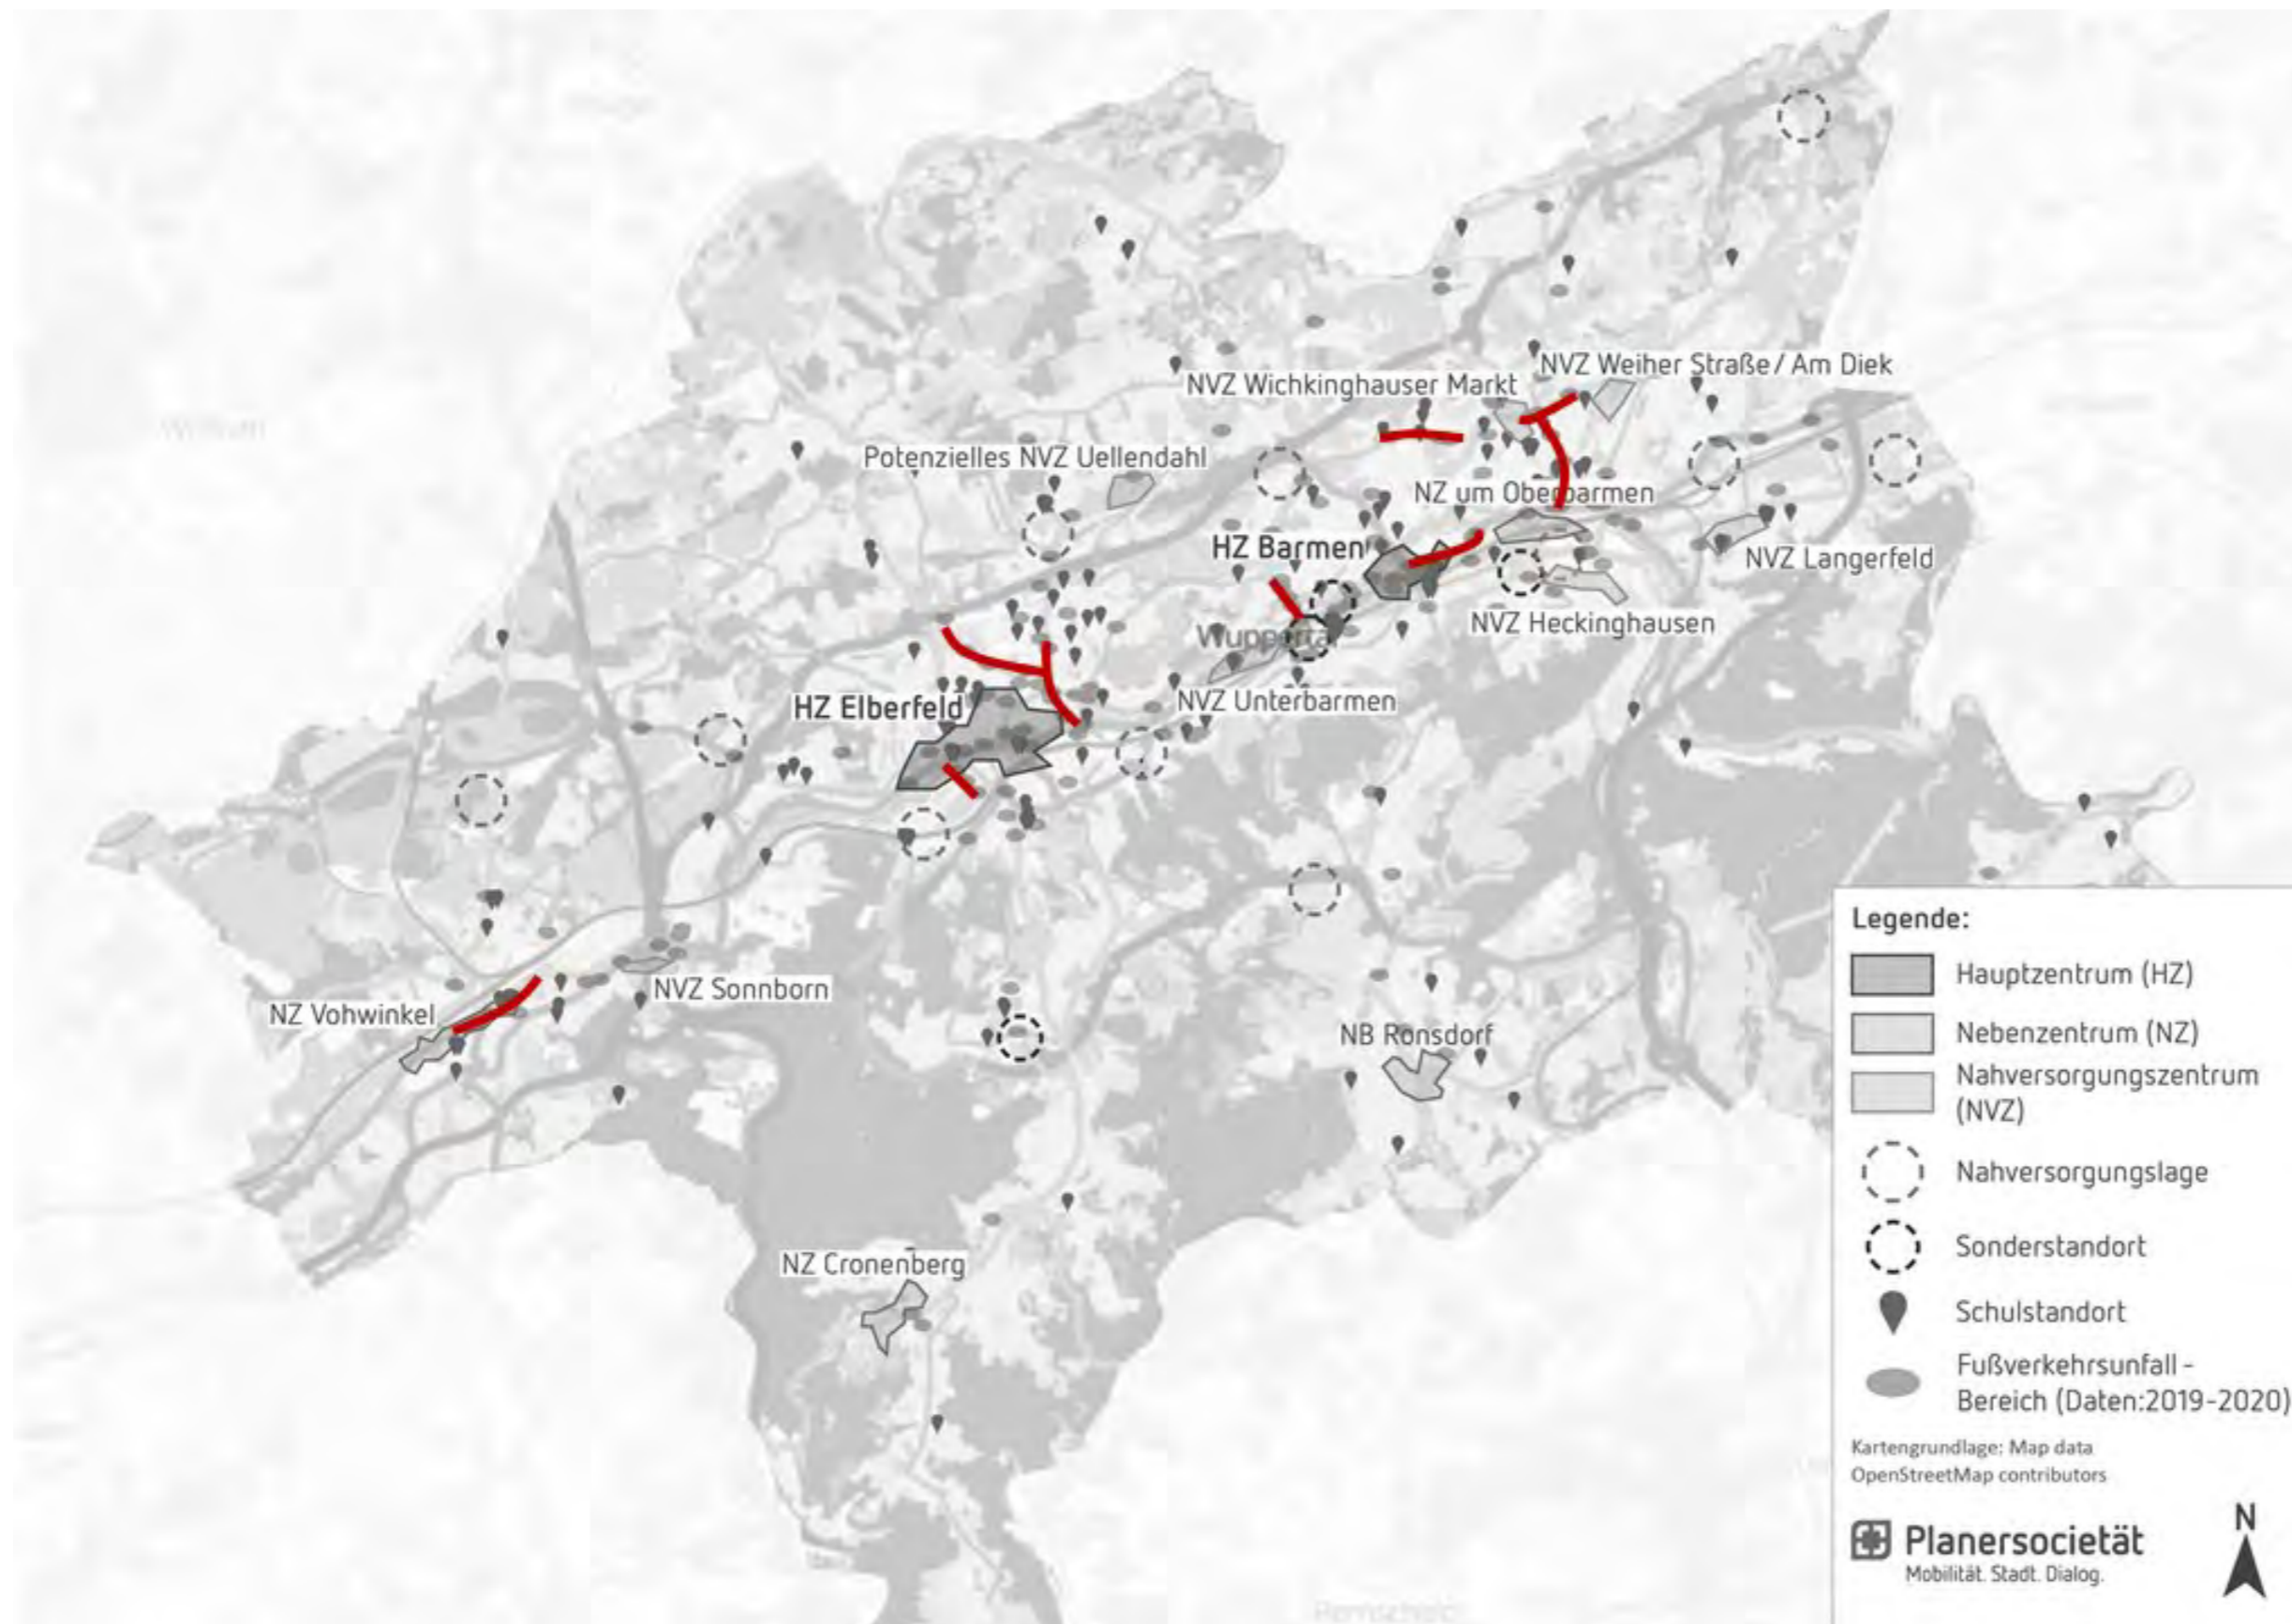 NVZ Weiher Straße / Am Diek
NVZ Wichkinghauser Markt
Potenzielles NVZ Uellendahl
NZ um Oberbarmen
HZ Barmen
NVZ Langerfeld
NVZ Heckinghausen
NVZ Unterbarmen
HZ Elberfeld
NVZ Sonnborn
NZ Vohwinkel
NB Ronsdorf
NZ Cronenberg
Legende:
Hauptzentrum (HZ)
Nebenzentrum (NZ)
Nahversorgungszentrum
(NVZ)
Nahversorgungslage
Sonderstandort
Schulstandort
Fußverkehrsunfall -
Bereich (Daten:2019-2020)
Kartengrundlage: Map data
OpenStreetMap contributors
N
Planersocietät
Mobilität. Stadt. Dialog.